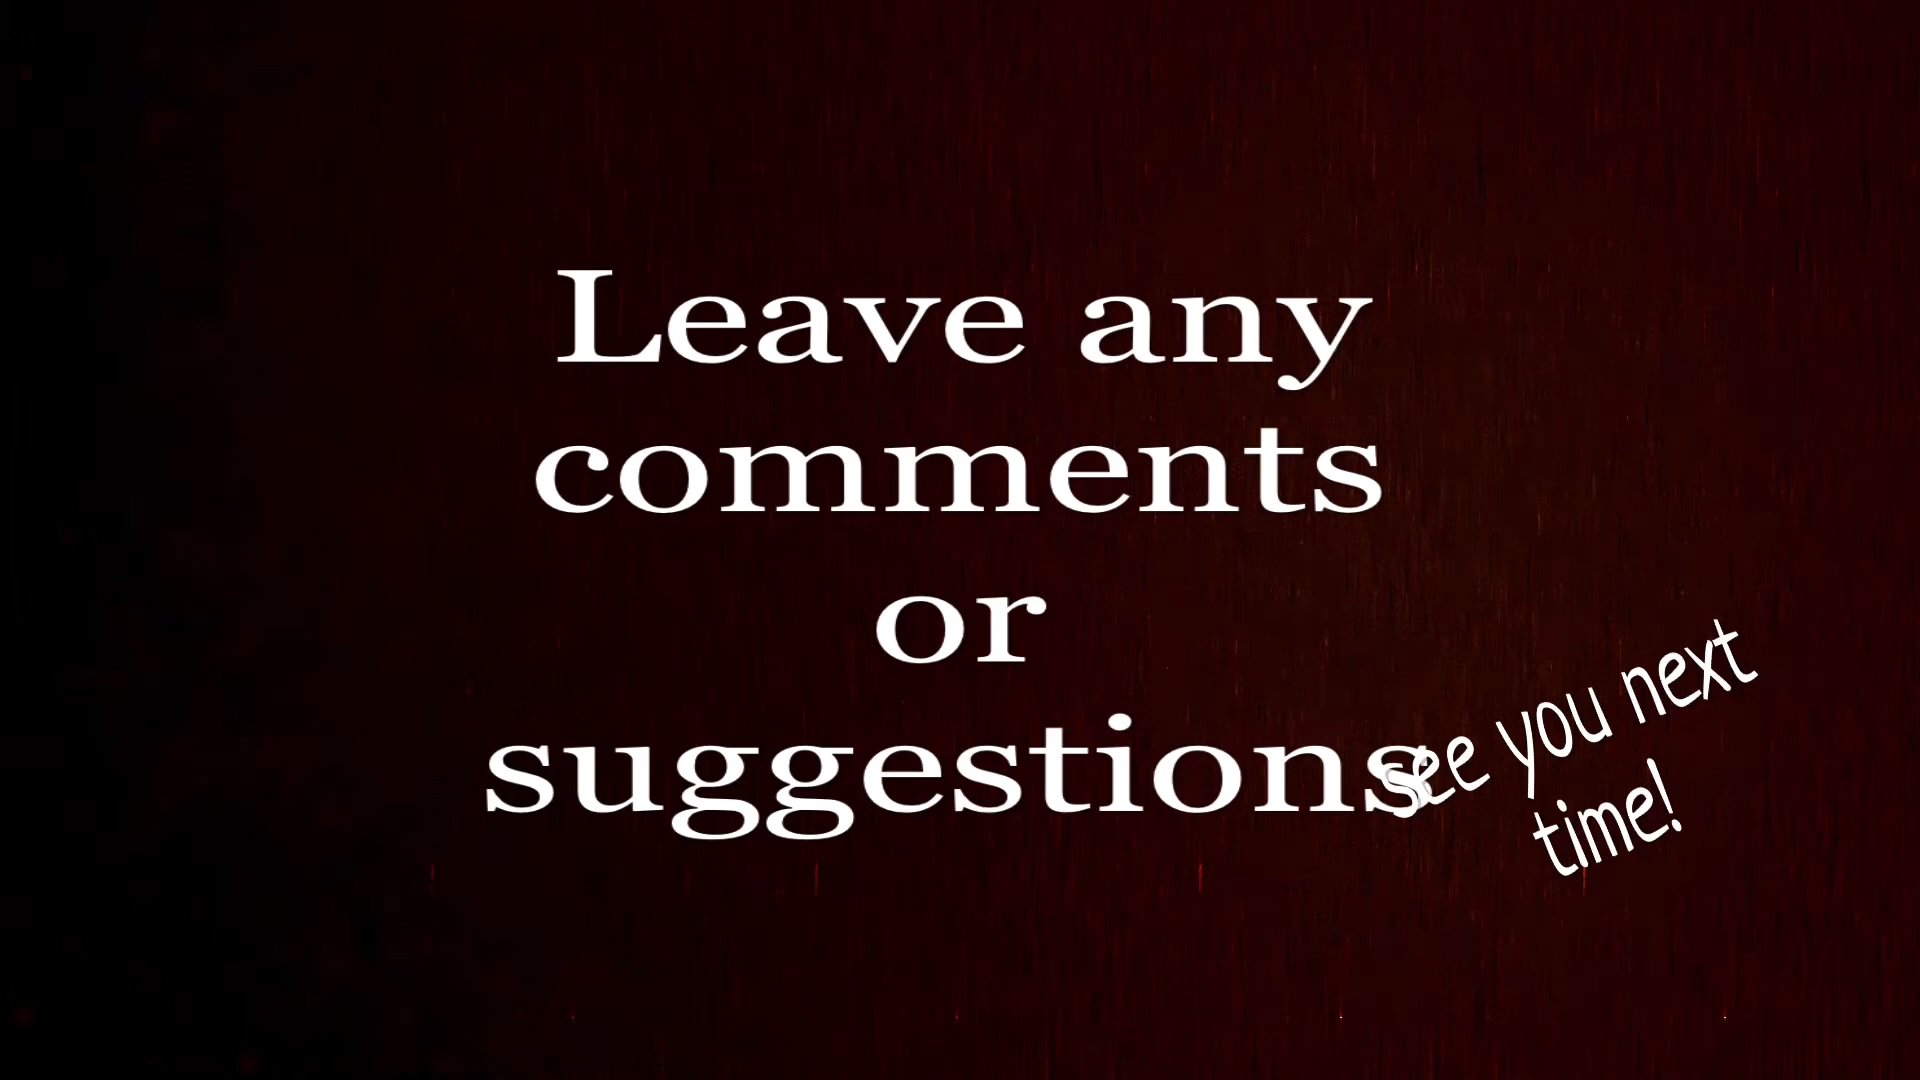 Leave any
comments
or
suggestions
see you next
time!